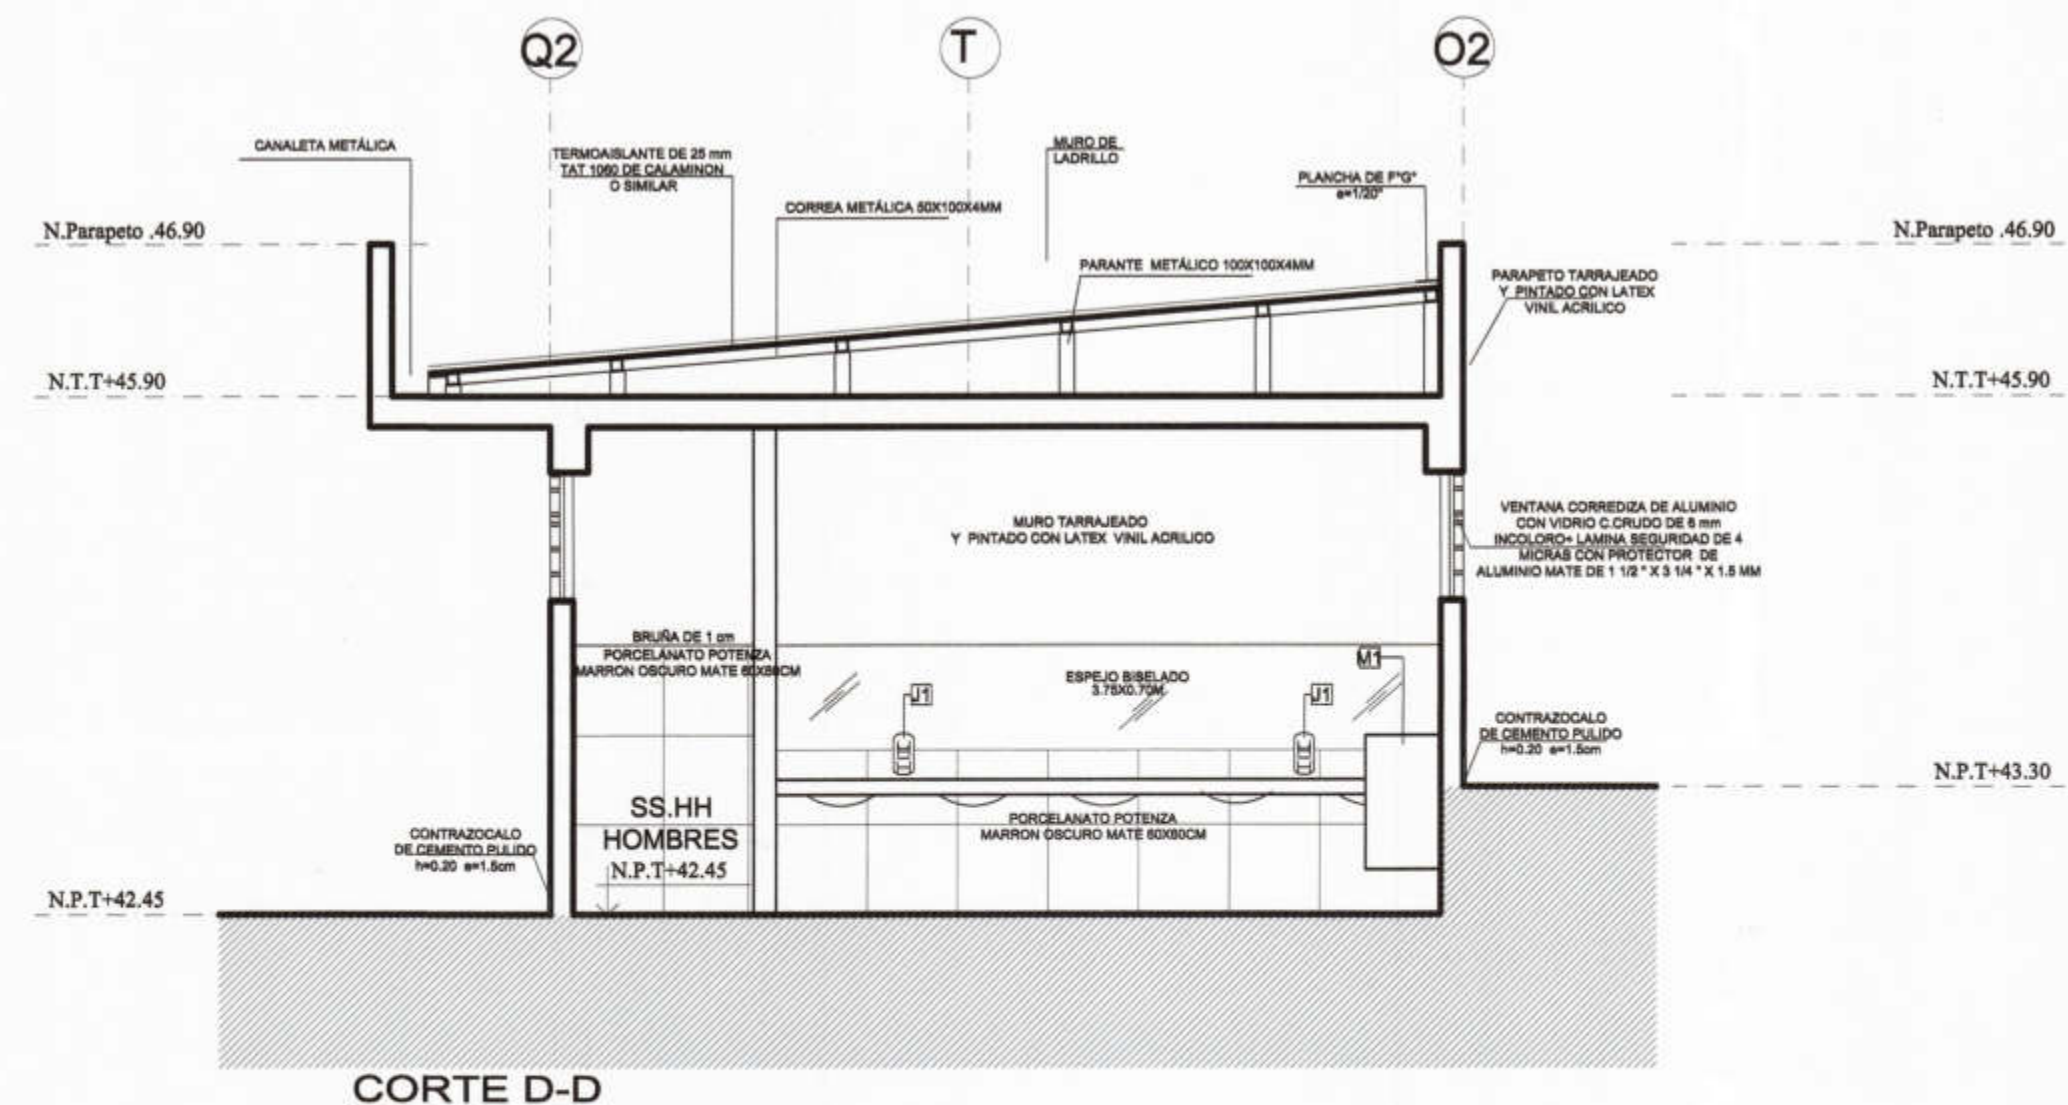 Q2
T
O2
CANALETA METÁLICA
TERMOAISLANTE DE 25 mm
TAT 1060 DE CALAMINON
O SIMILAR
MURO DE
LADRILLO
PLANCHA DE F°G°
e=1/20"
CORREA METÁLICA 50X100X4MM
N.Parapeto .46.90
N.Parapeto .46.90
PARANTE METÁLICO 100X100X4MM
PARAPETO TARRAJEADO
Y PINTADO CON LATEX
VINIL ACRILICO
N.T.T+45.90
N.T.T+45.90
MURO TARRAJEADO
Y PINTADO CON LATEX VINIL ACRILICO
VENTANA CORREDIZA DE ALUMINIO
CON VIDRIO C.CRUDO DE 6 mm
INCOLORO+ LAMINA SEGURIDAD DE 4
MICRAS CON PROTECTOR DE
ALUMINIO MATE DE 1 1/2 " X 3 1/4 " X 1.5 MM
BRUÑA DE 1 cm
PORCELANATO POTENZA
MARRON OSCURO MATE 60X60CM
M1
ESPEJO BISELADO
3.75X0.70M
J1
J1
CONTRAZOCALO
DE CEMENTO PULIDO
h=0.20 e=1.5cm
N.P.T+43.30
SS.HH
HOMBRES
N.P.T+42.45
PORCELANATO POTENZA
MARRON OSCURO MATE 60X60CM
CONTRAZOCALO
DE CEMENTO PULIDO
h=0.20 e=1.5cm
N.P.T+42.45
CORTE D-D